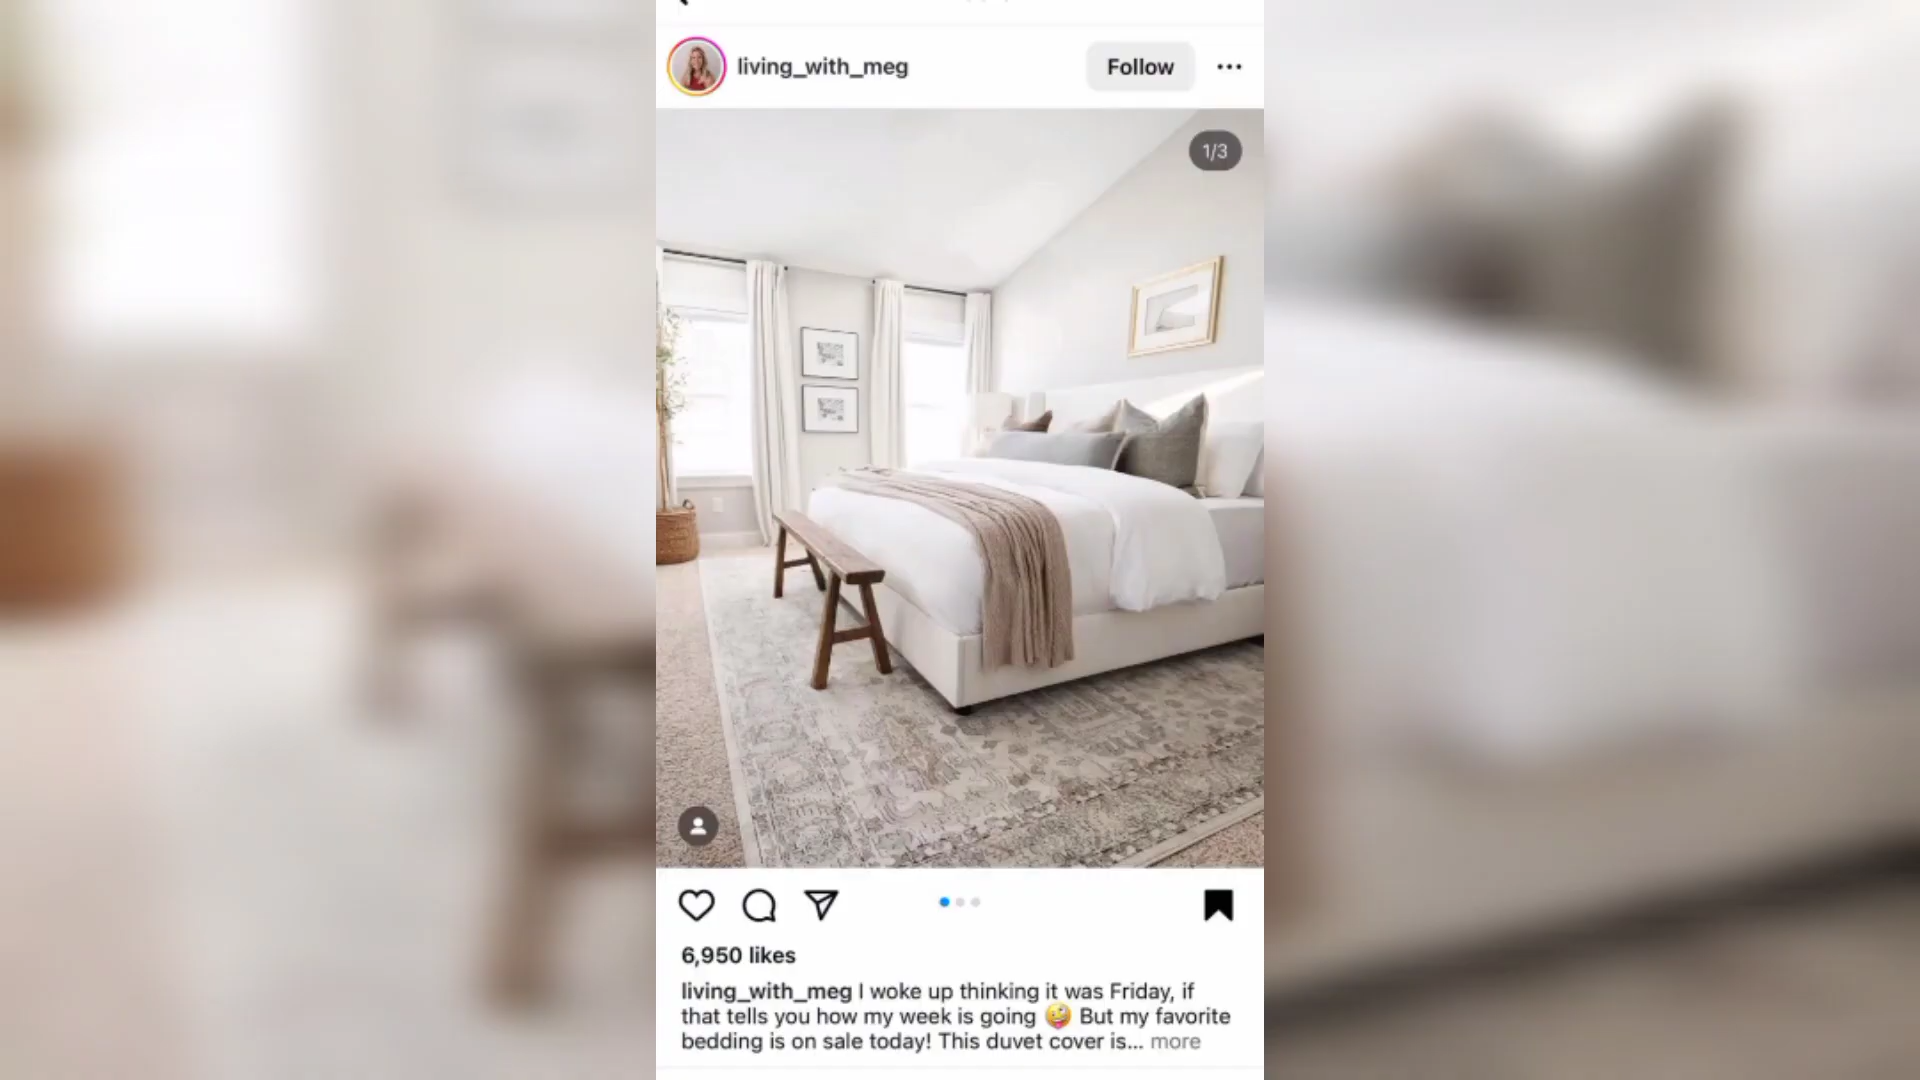 living_with_meg
Follow
1/3
6,950 likes
living_with_meg I woke up thinking it was Friday, if
that tells you how my week is going 🤪 But my favorite
bedding is on sale today! This duvet cover is... more